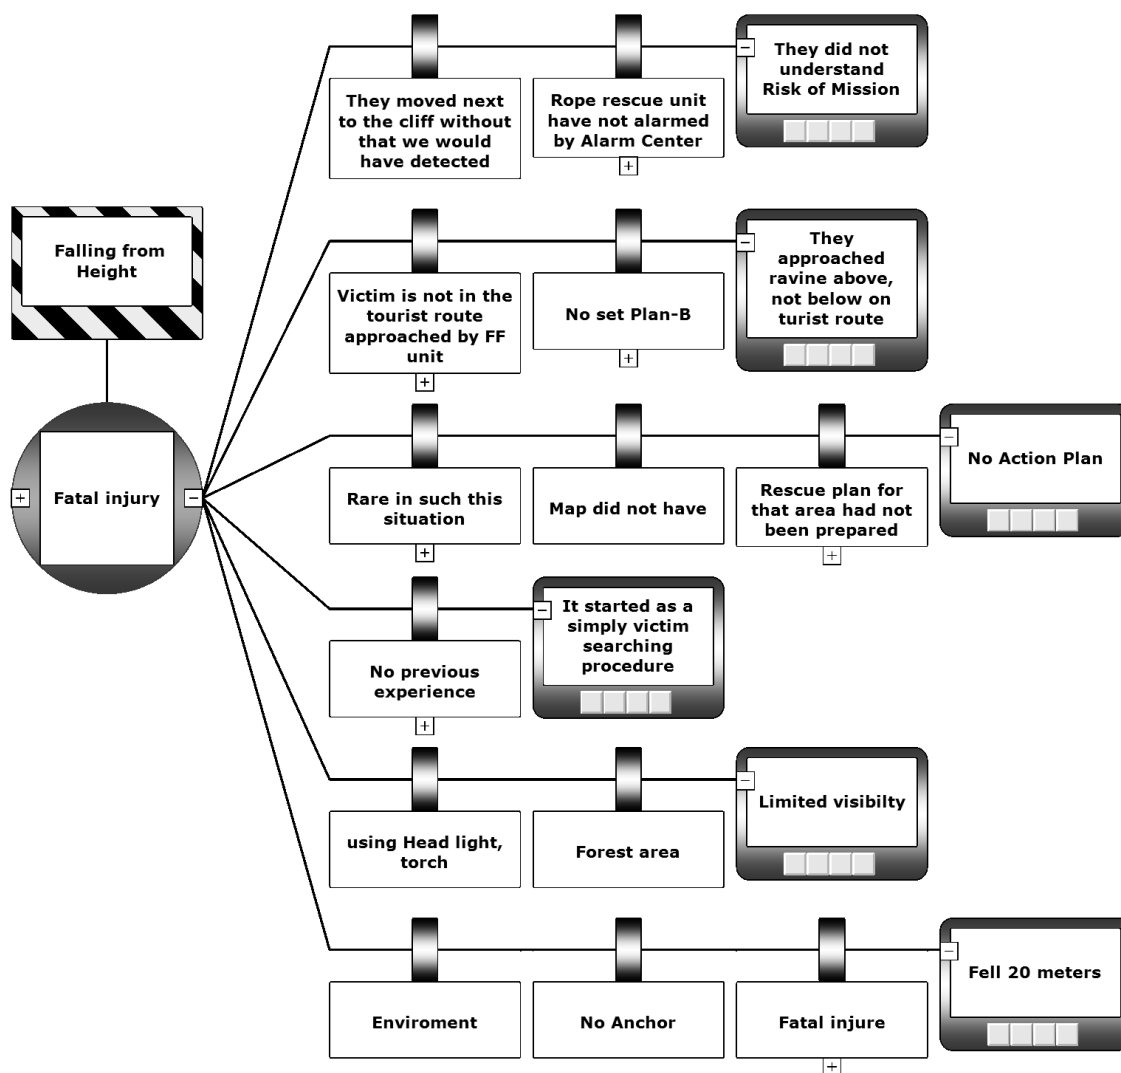 They moved next
to the cliff without
that we would
have detected
Rope rescue unit
have not alarmed
by Alarm Center
They did not
understand
Risk of Mission
Falling from
Height
Victim is not in the
tourist route
approached by FF
unit
No set Plan-B
They
approached
ravine above,
not below on
turist route
Fatal injury
Rare in such this
situation
Map did not have
Rescue plan for
that area had not
been prepared
No Action Plan
No previous
experience
It started as a
simply victim
searching
procedure
using Head light,
torch
Forest area
Limited visibilty
Enviroment
No Anchor
Fatal injure
Fell 20 meters